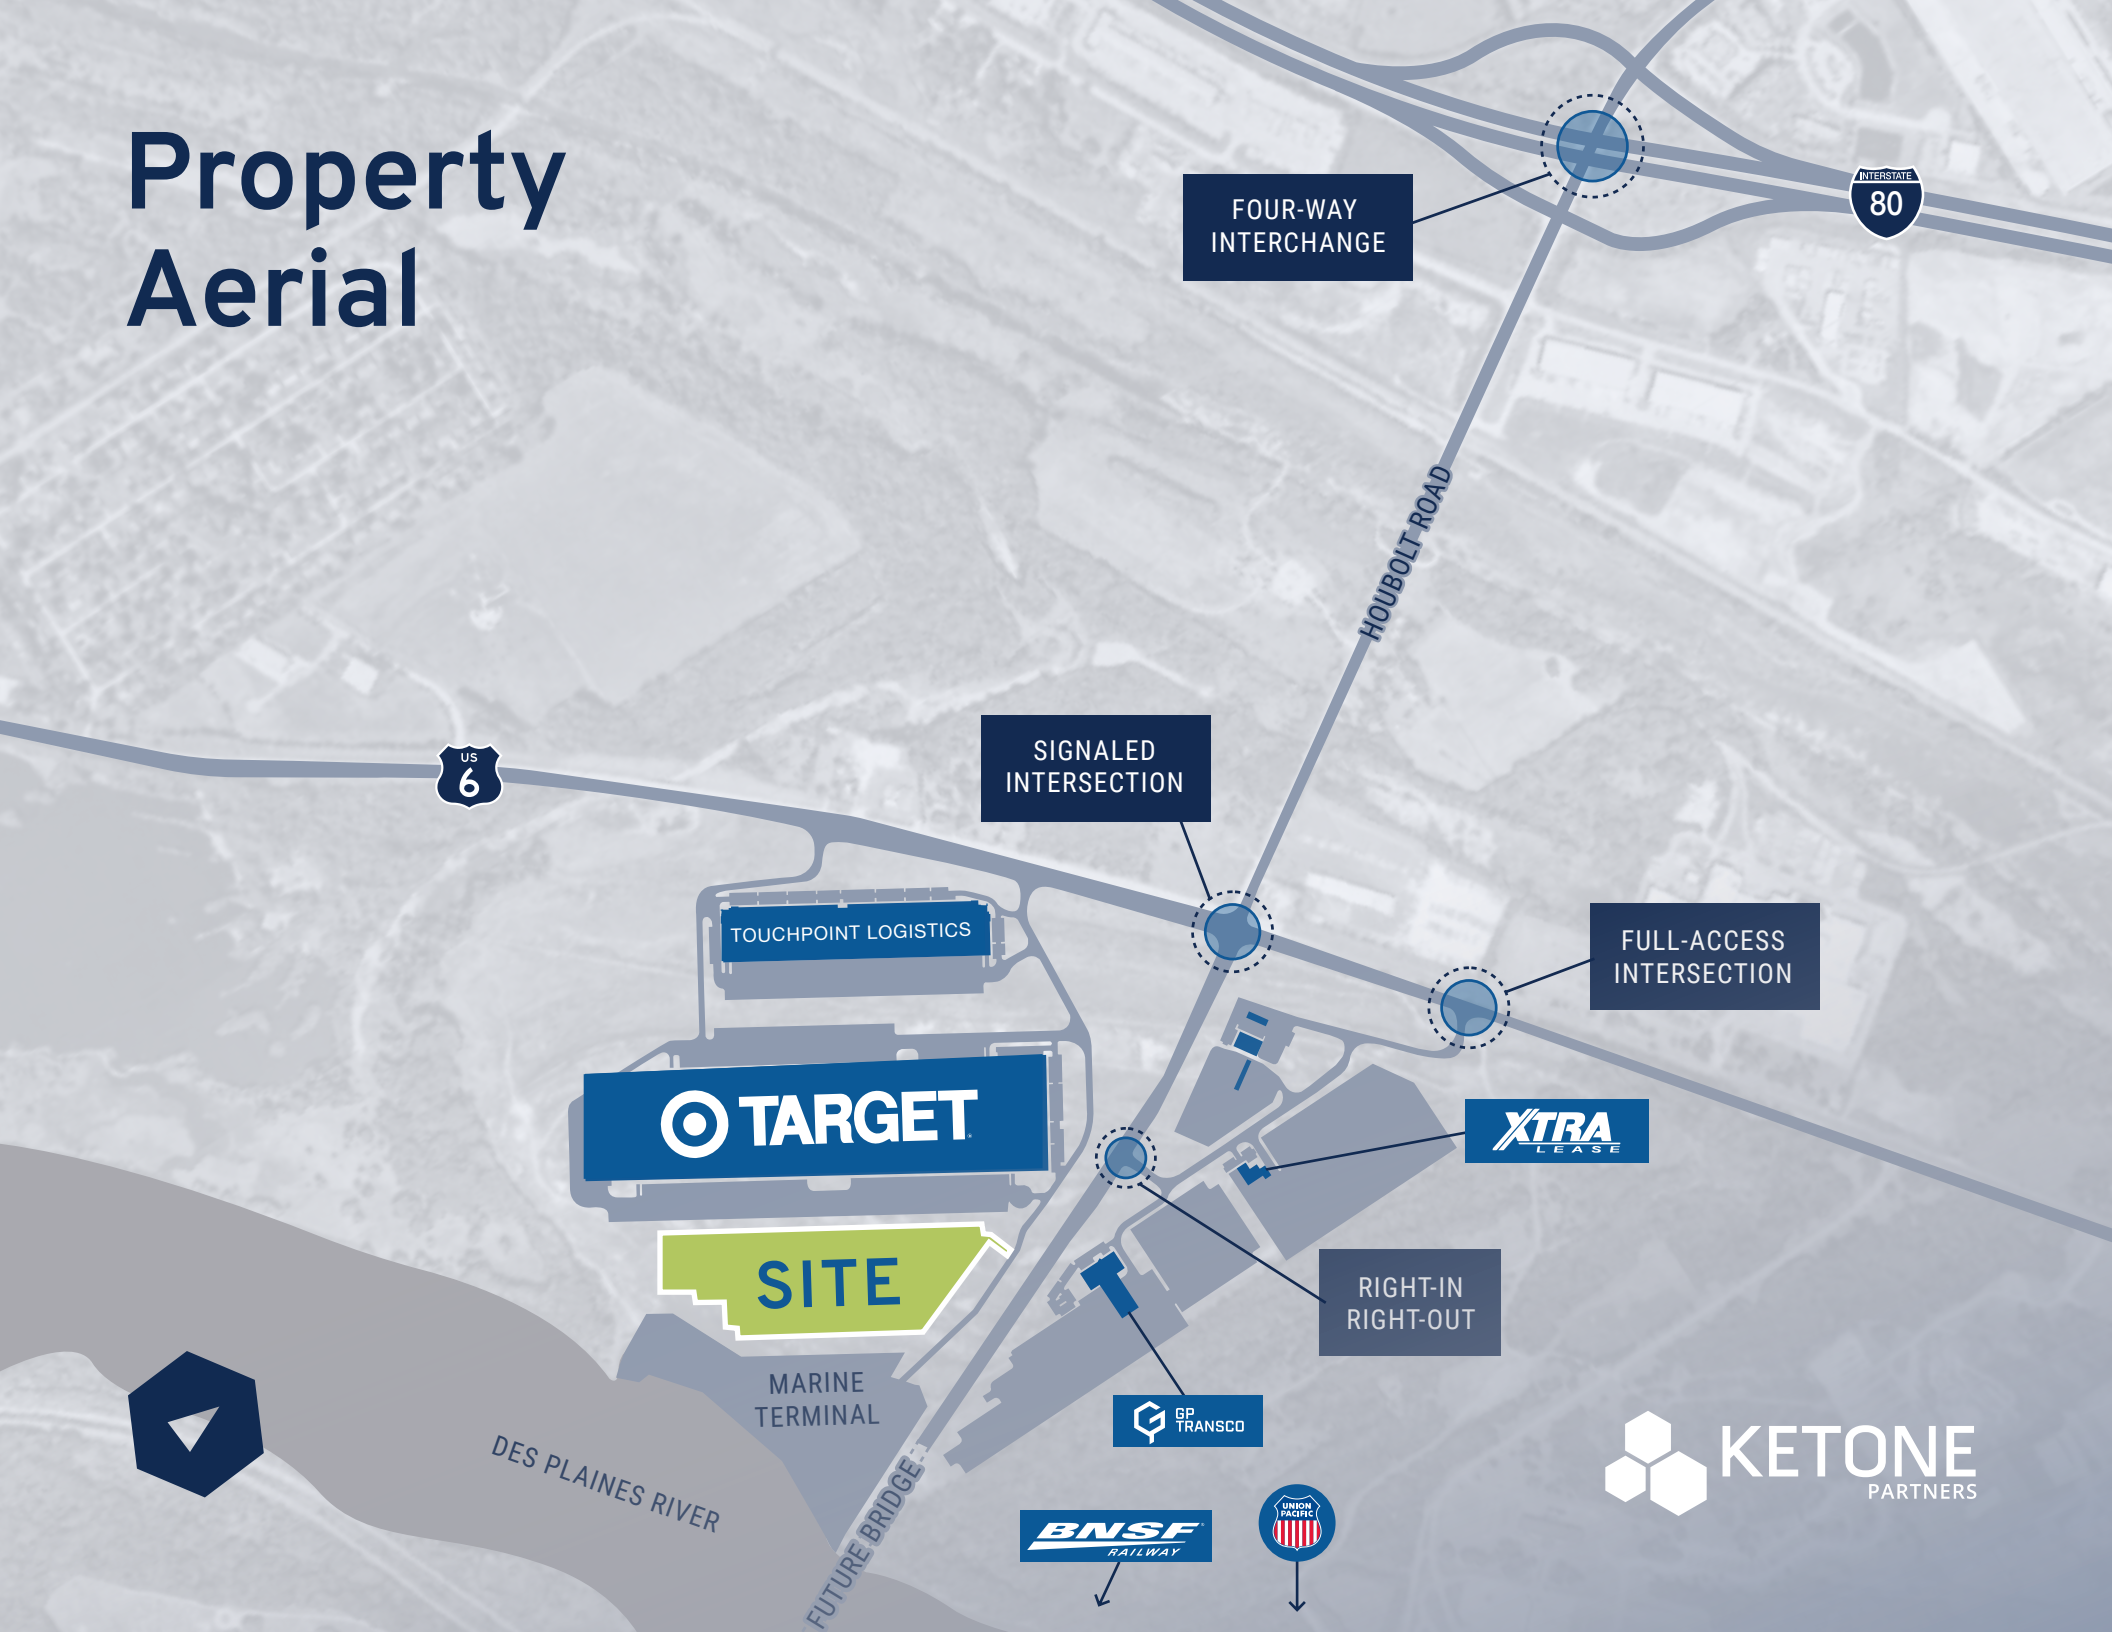 Property
Aerial
FOUR-WAY
INTERCHANGE
INTERSTATE
80
HOUBOLT ROAD
US
6
SIGNALED
INTERSECTION
TOUCHPOINT LOGISTICS
FULL-ACCESS
INTERSECTION
TARGET
XTRA
LEASE
SITE
RIGHT-IN
RIGHT-OUT
MARINE
TERMINAL
GP
TRANSCO
DES PLAINES RIVER
FUTURE BRIDGE
BNSF
RAILWAY
UNION
PACIFIC
KETONE
PARTNERS